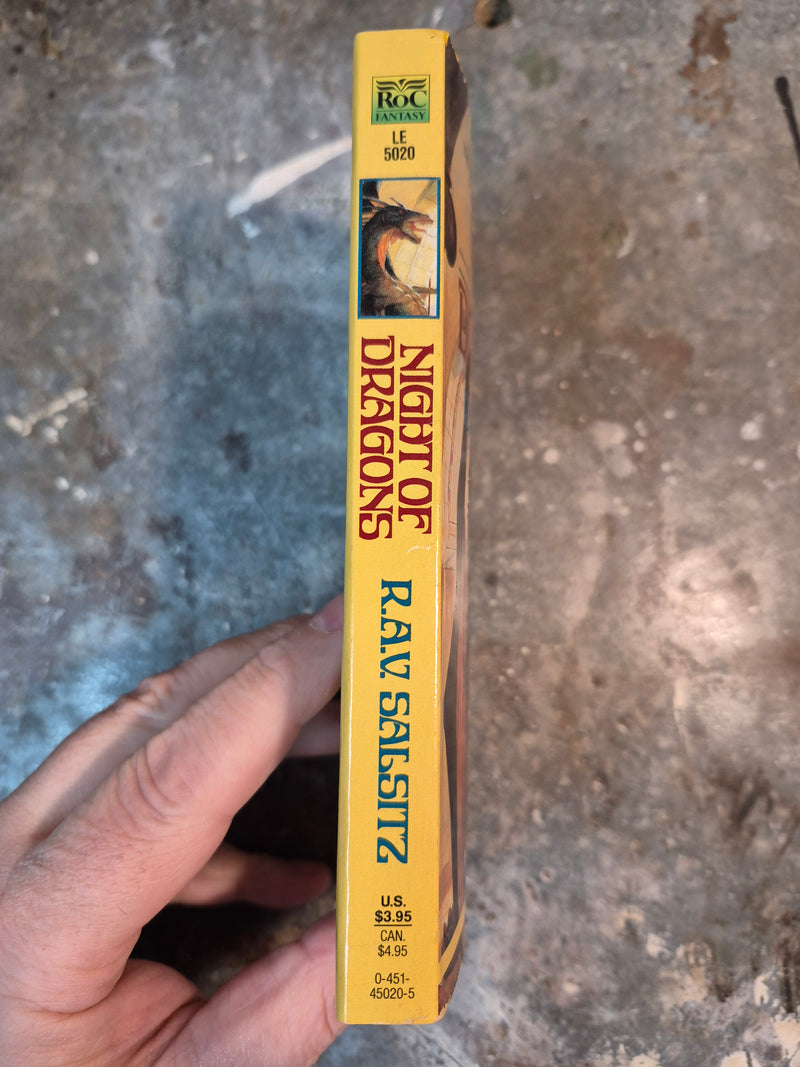 RoC
FANTASY
LE
5020
NIGHT OF
DRAGONS
R.A.V. SALSITZ
U.S.
$3.95
CAN.
$4.95
0-451-
45020-5